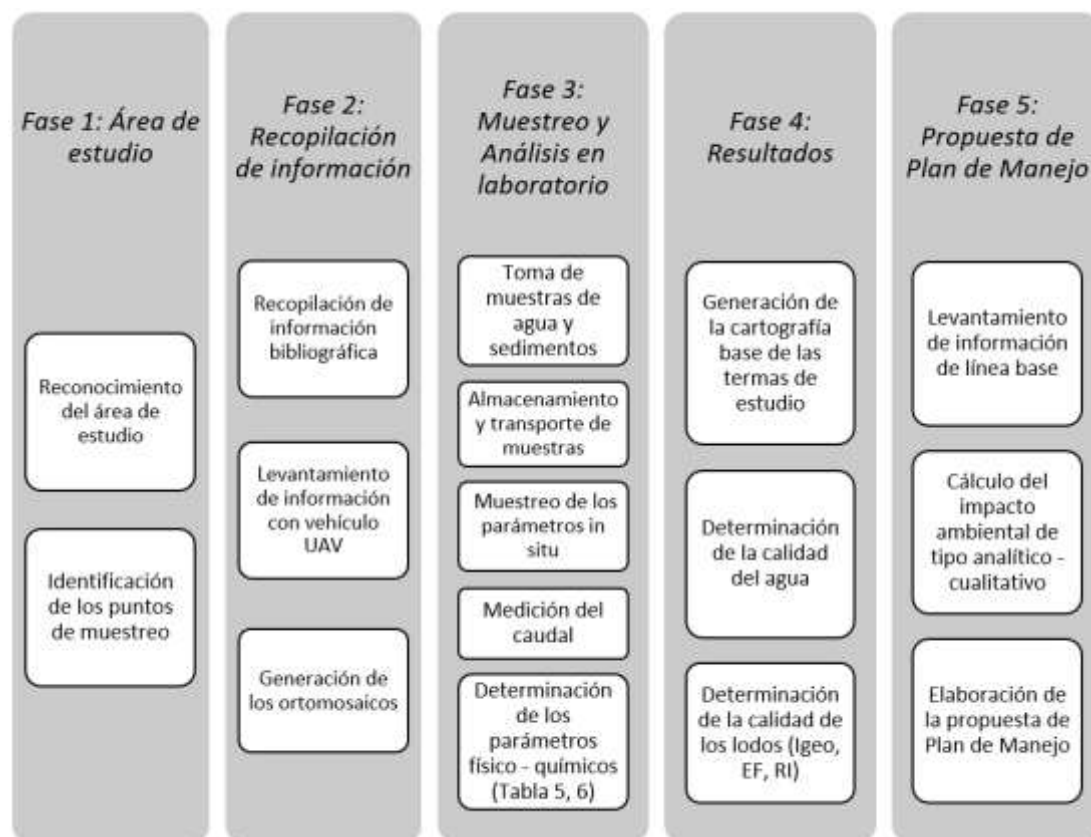 Fase 1: Área de
estudio
Reconocimiento
del área de
estudio
Identificación
de los puntos
de muestreo
Fase 2:
Recopilación
de información
Recopilación de
información
bibliográfica
Levantamiento
de información
con vehículo
UAV
Generación de
los ortomosaicos
Fase 3:
Muestreo y
Análisis en
laboratorio
Toma de
muestras de
agua y
sedimentos
Almacenamiento
y transporte de
muestras
Muestreo de los
parámetros in
situ
Medición del
caudal
Determinación
de los
parámetros
físico - químicos
(Tabla 5, 6)
Fase 4:
Resultados
Generación de
la cartografía
base de las
termas de
estudio
Determinación
de la calidad
del agua
Determinación
de la calidad de
los lodos (Igeo,
EF, RI)
Fase 5:
Propuesta de
Plan de Manejo
Levantamiento
de información
de línea base
Cálculo del
impacto
ambiental de
tipo analítico -
cualitativo
Elaboración de
la propuesta de
Plan de Manejo